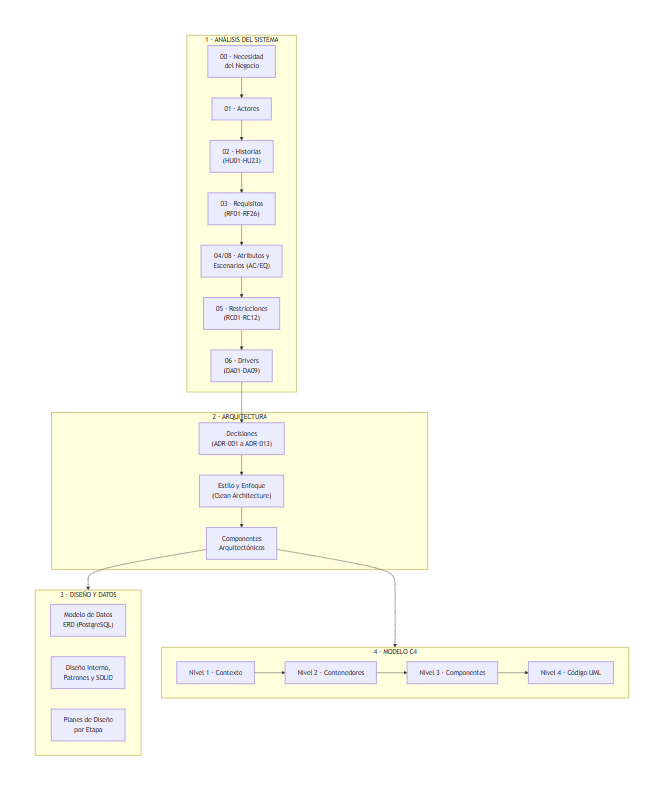 1 - ANÁLISIS DEL SISTEMA
00 - Necesidad
del Negocio
01 - Actores
02 - Historias
(HU01-HU23)
03 - Requisitos
(RF01-RF26)
04/08 - Atributos y
Escenarios (AC/EQ)
05 - Restricciones
(RC01-RC12)
06 - Drivers
(DA01-DA09)
2 - ARQUITECTURA
Decisiones
(ADR-001 a ADR-013)
Estilo y Enfoque
(Clean Architecture)
Componentes
Arquitectónicos
3 - DISEÑO Y DATOS
Modelo de Datos
ERD (PostgreSQL)
Diseño Interno,
Patrones y SOLID
Planes de Diseño
por Etapa
4 - MODELO C4
Nivel 1 - Contexto
Nivel 2 - Contenedores
Nivel 3 - Componentes
Nivel 4 - Código UML